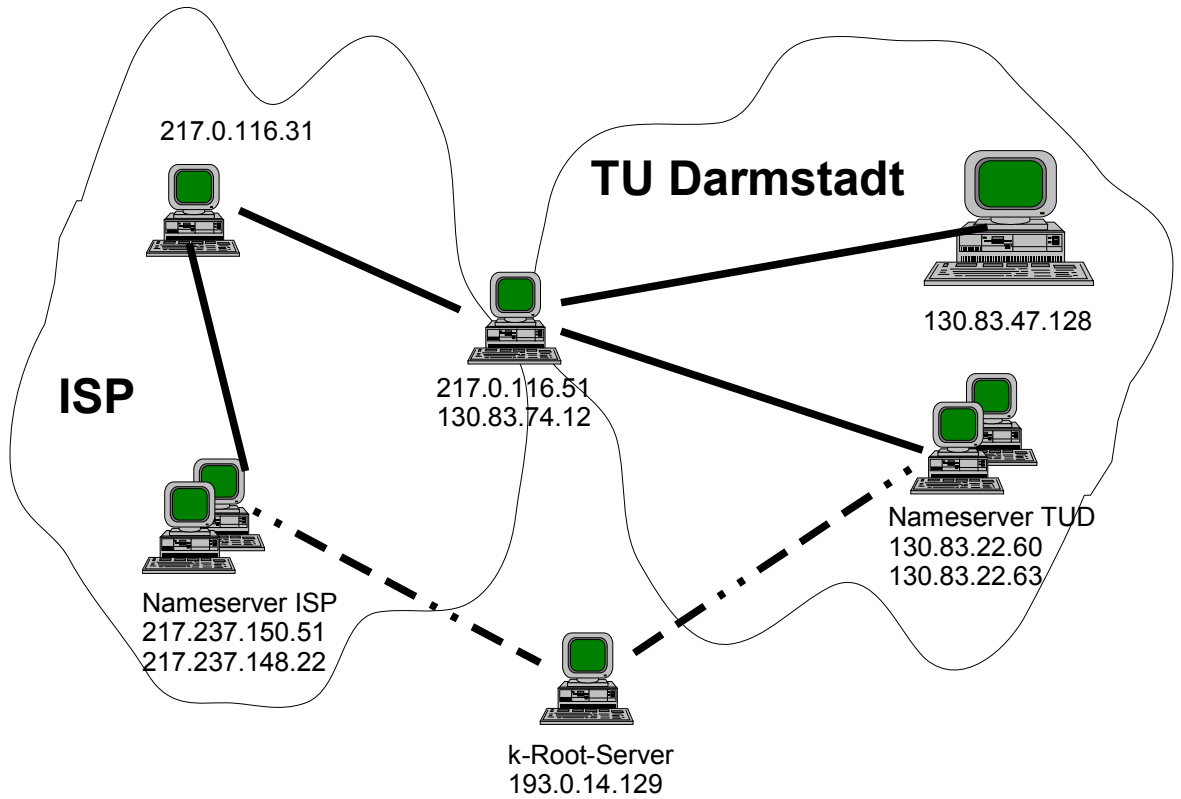 217.0.116.31
TU Darmstadt
130.83.47.128
ISP
217.0.116.51
130.83.74.12
Nameserver TUD
130.83.22.60
130.83.22.63
Nameserver ISP
217.237.150.51
217.237.148.22
k-Root-Server
193.0.14.129